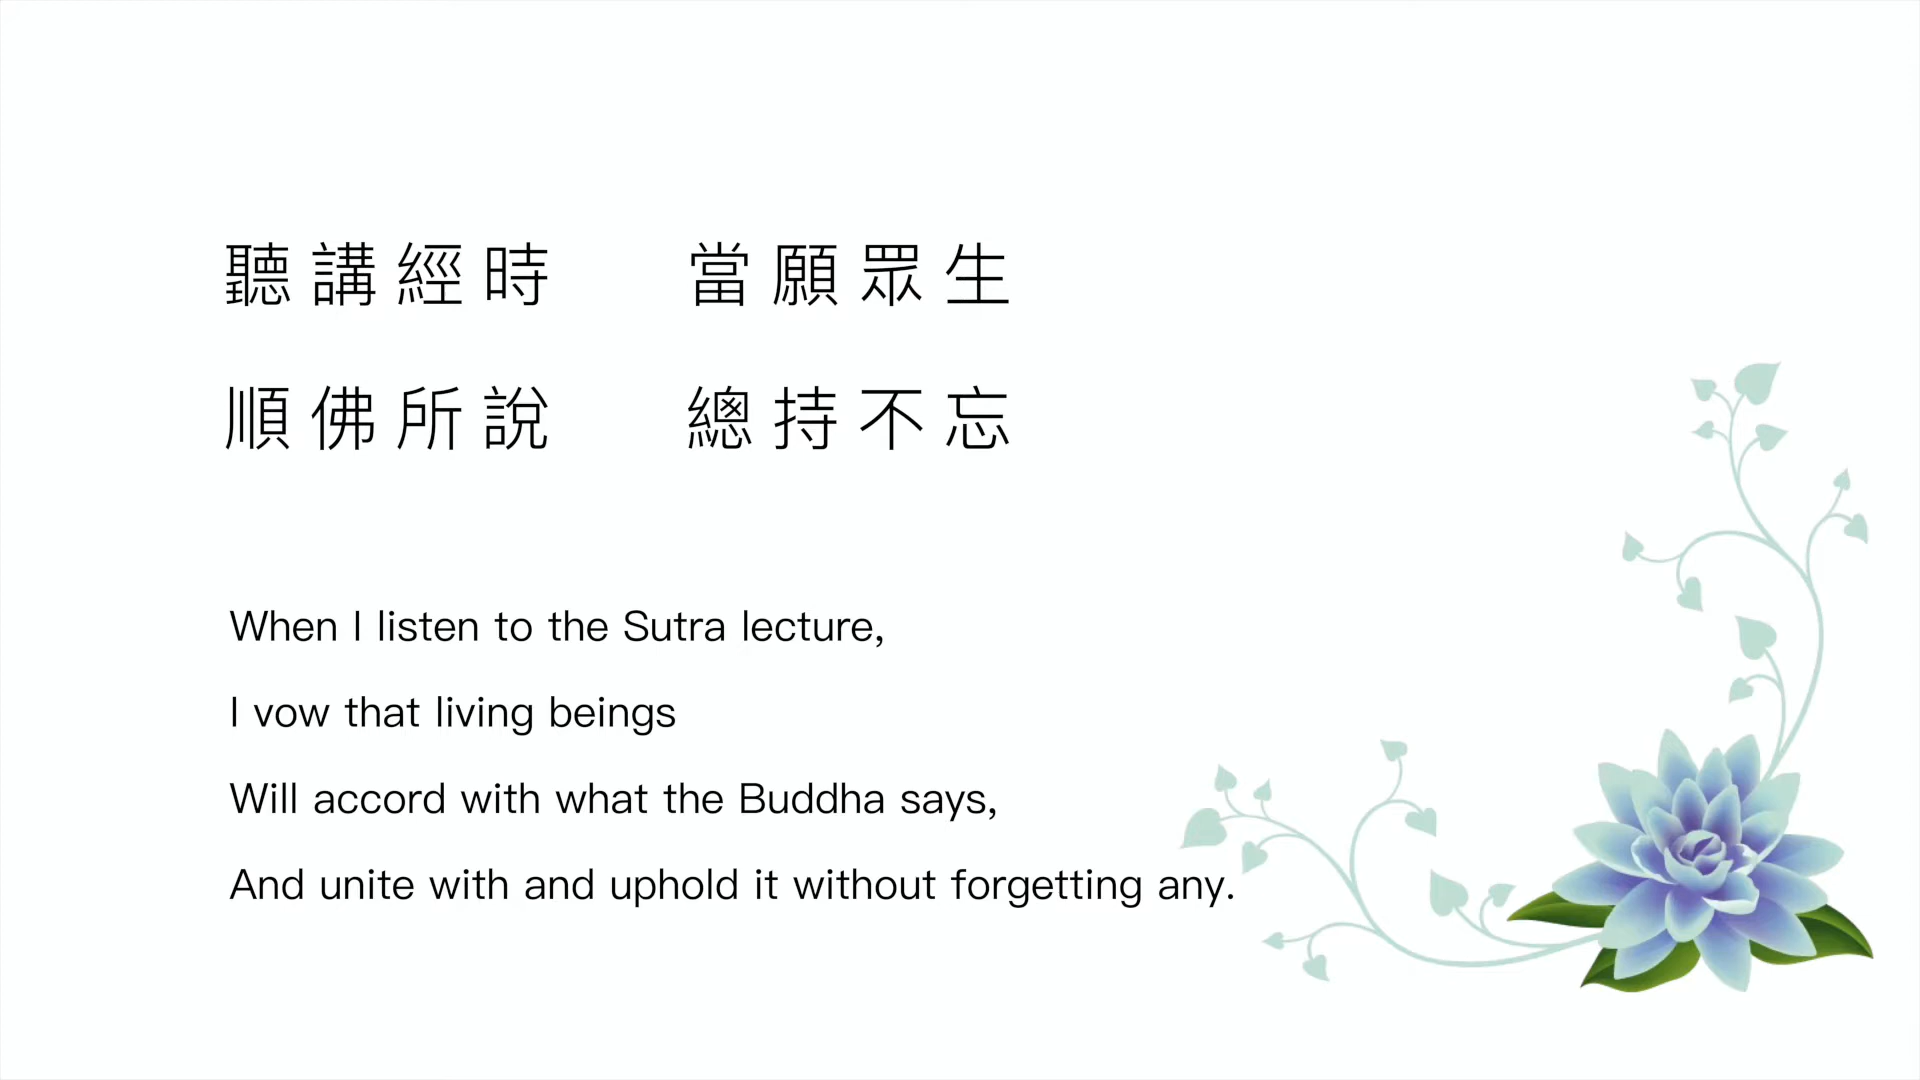 聽講經時　當願眾生
順佛所說　總持不忘
When I listen to the Sutra lecture,
I vow that living beings
Will accord with what the Buddha says,
And unite with and uphold it without forgetting any.